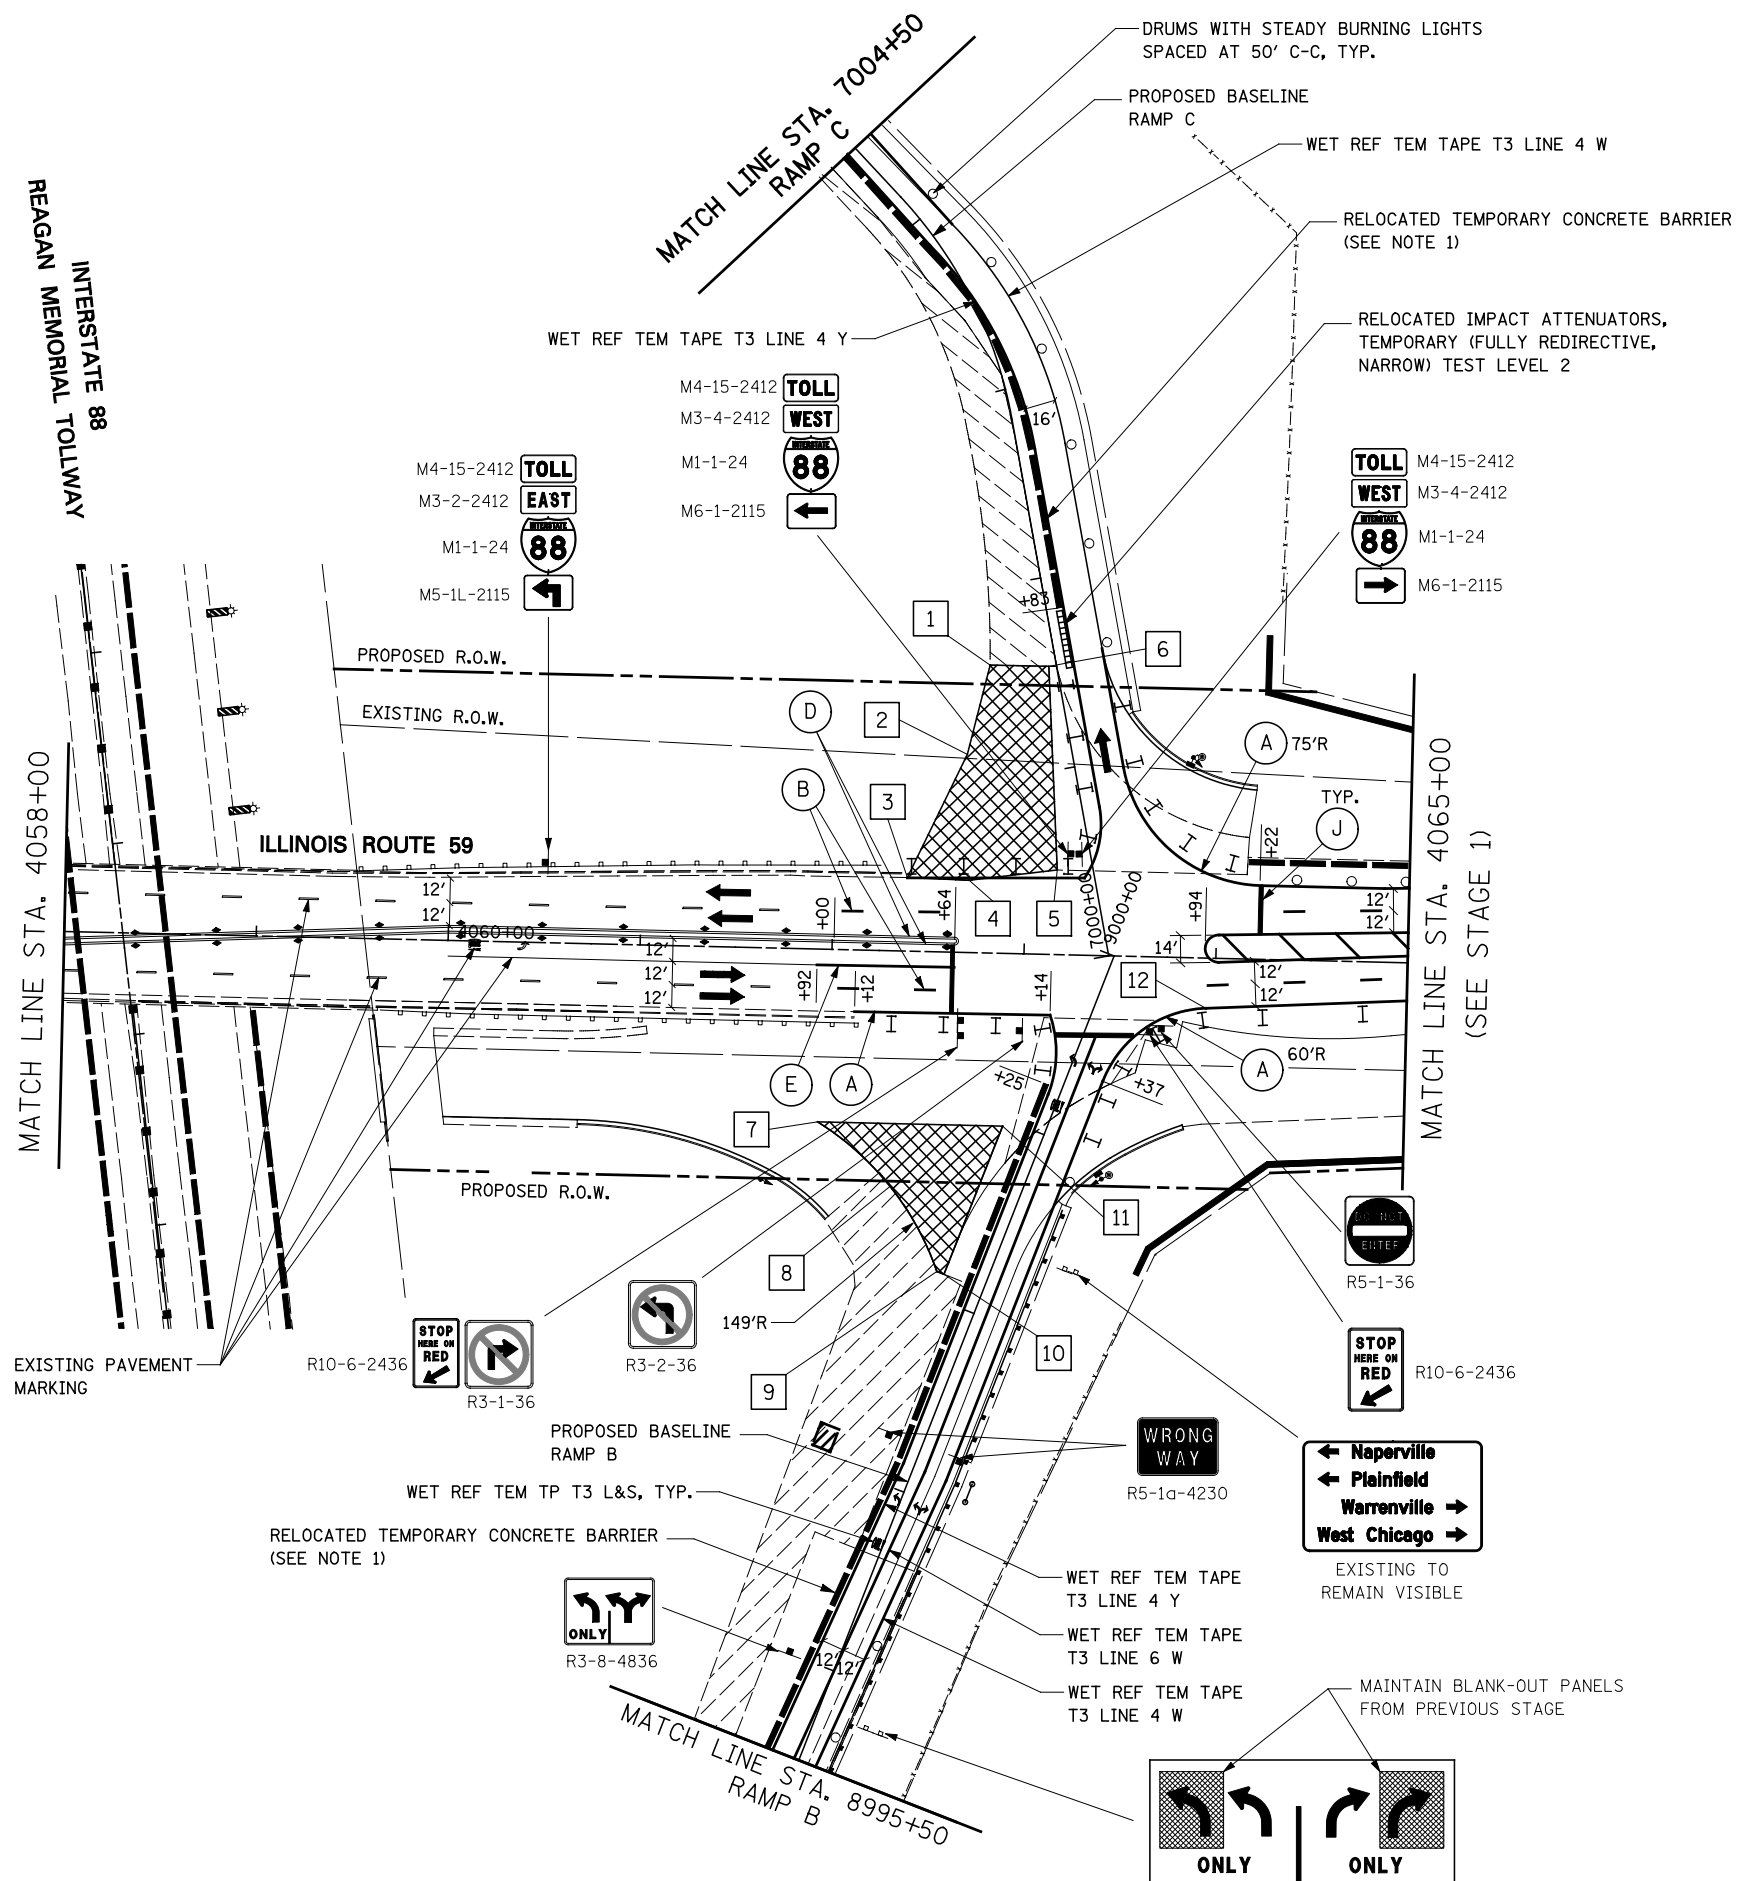 DRUMS WITH STEADY BURNING LIGHTS
SPACED AT 50' C-C, TYP.
PROPOSED BASELINE
RAMP C
WET REF TEM TAPE T3 LINE 4 W
MATCH LINE STA. 7004+50
RAMP C
RELOCATED TEMPORARY CONCRETE BARRIER
(SEE NOTE 1)
INTERSTATE 88
REAGAN MEMORIAL TOLLWAY
WET REF TEM TAPE T3 LINE 4 Y
RELOCATED IMPACT ATTENUATORS,
TEMPORARY (FULLY REDIRECTIVE,
NARROW) TEST LEVEL 2
M4-15-2412 TOLL
M3-4-2412 WEST
M1-1-24 INTERSTATE 88
M6-1-2115
16'
M4-15-2412 TOLL
M3-2-2412 EAST
M1-1-24 INTERSTATE 88
M5-1L-2115
TOLL M4-15-2412
WEST M3-4-2412
INTERSTATE 88 M1-1-24
M6-1-2115
+83
1
6
PROPOSED R.O.W.
EXISTING R.O.W.
D
2
A 75'R
B
3
TYP.
J
MATCH LINE STA. 4058+00
MATCH LINE STA. 4065+00
(SEE STAGE 1)
ILLINOIS ROUTE 59
+22
12'
12'
+00
+64
4
5
7000+00
9000+00
+94
12'
12'
4060+00
12'
12'
12'
14'
12'
12'
+92
+12
+14
12
E
A
+25
+37
A
60'R
7
PROPOSED R.O.W.
11
8
149'R
10
9
DO NOT
ENTER
R5-1-36
EXISTING PAVEMENT
MARKING
R10-6-2436
STOP
HERE ON
RED
R3-1-36
R3-2-36
STOP
HERE ON
RED
R10-6-2436
PROPOSED BASELINE
RAMP B
WRONG
WAY
R5-1a-4230
Naperville
Plainfield
Warrenville
West Chicago
EXISTING TO
REMAIN VISIBLE
WET REF TEM TP T3 L&S, TYP.
RELOCATED TEMPORARY CONCRETE BARRIER
(SEE NOTE 1)
WET REF TEM TAPE
T3 LINE 4 Y
WET REF TEM TAPE
T3 LINE 6 W
WET REF TEM TAPE
T3 LINE 4 W
ONLY
R3-8-4836
12'
12'
MATCH LINE STA. 8995+50
RAMP B
MAINTAIN BLANK-OUT PANELS
FROM PREVIOUS STAGE
ONLY
ONLY